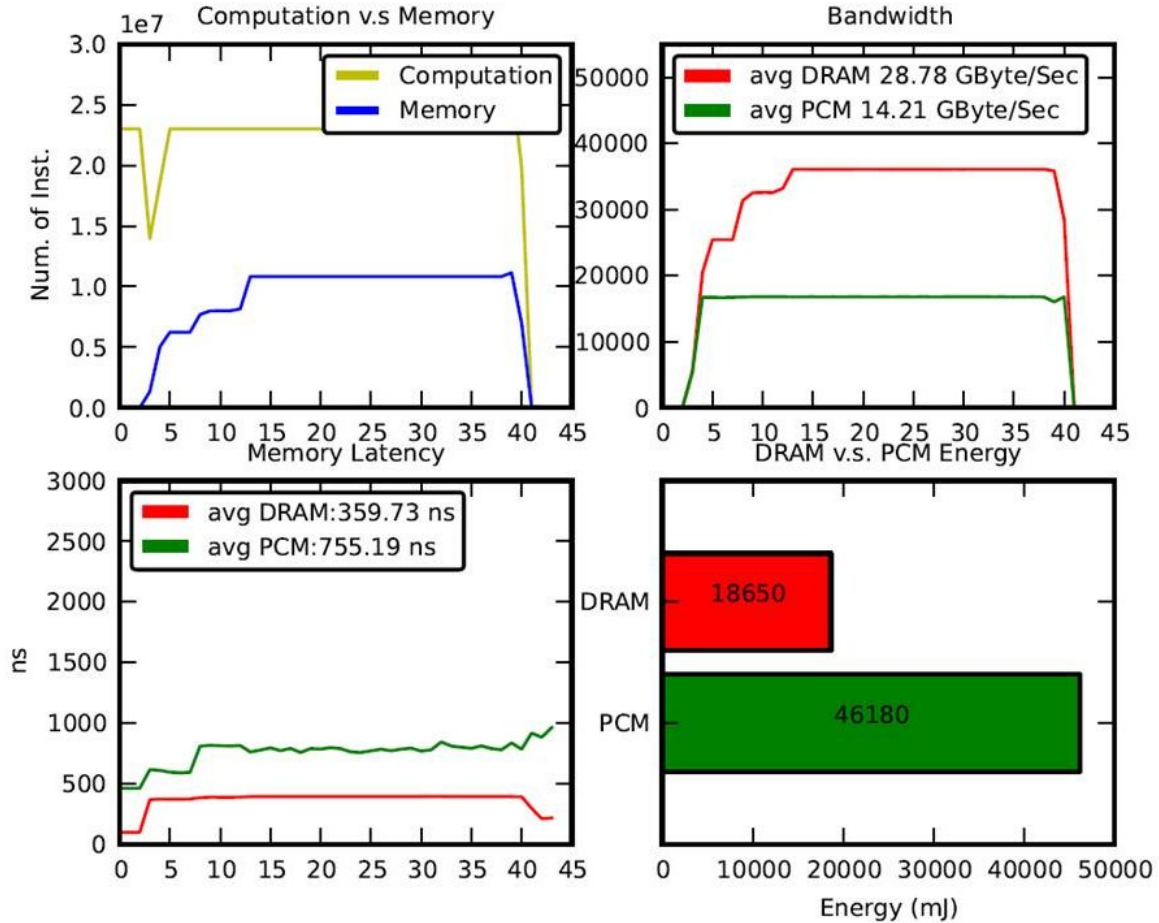 Computation v.s Memory
1e7
3.0
2.5
2.0
1.5
1.0
0.5
0.0
Num. of Inst.
Computation
Memory
0 5 10 15 20 25 30 35 40 45
Bandwidth
50000
40000
30000
20000
10000
0
avg DRAM 28.78 GByte/Sec
avg PCM 14.21 GByte/Sec
0 5 10 15 20 25 30 35 40 45
Memory Latency
3000
2500
2000
1500
1000
500
0
ns
avg DRAM:359.73 ns
avg PCM:755.19 ns
0 5 10 15 20 25 30 35 40 45
DRAM v.s. PCM Energy
DRAM
18650
PCM
46180
0 10000 20000 30000 40000 50000
Energy (mJ)